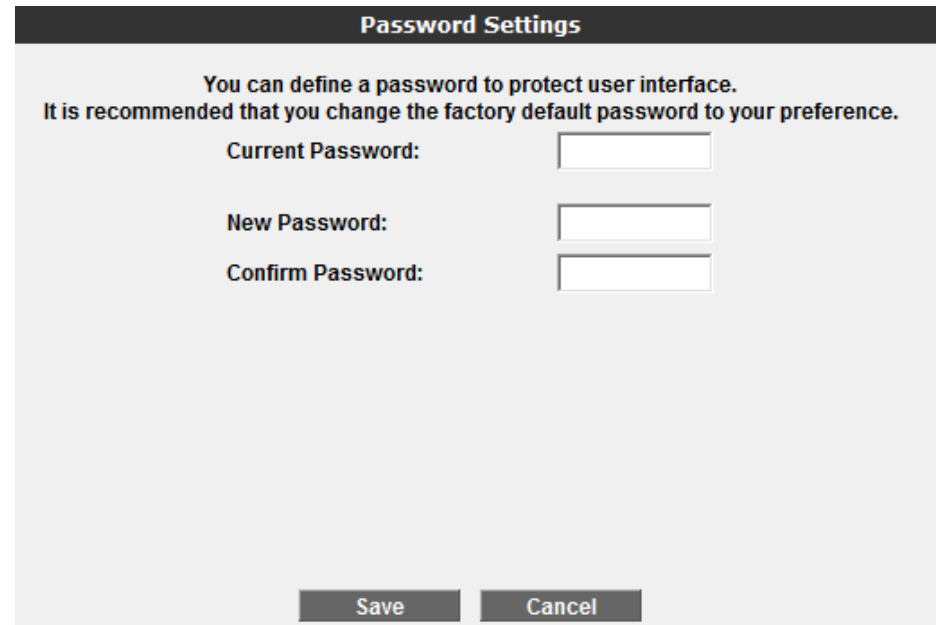 Password Settings
You can define a password to protect user interface.
It is recommended that you change the factory default password to your preference.
Current Password:
New Password:
Confirm Password:
Save Cancel